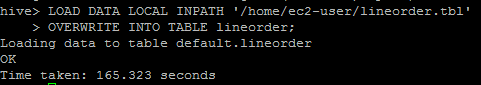 hive> LOAD DATA LOCAL INPATH '/home/ec2-user/lineorder.tbl'
    > OVERWRITE INTO TABLE lineorder;
Loading data to table default.lineorder
OK
Time taken: 165.323 seconds